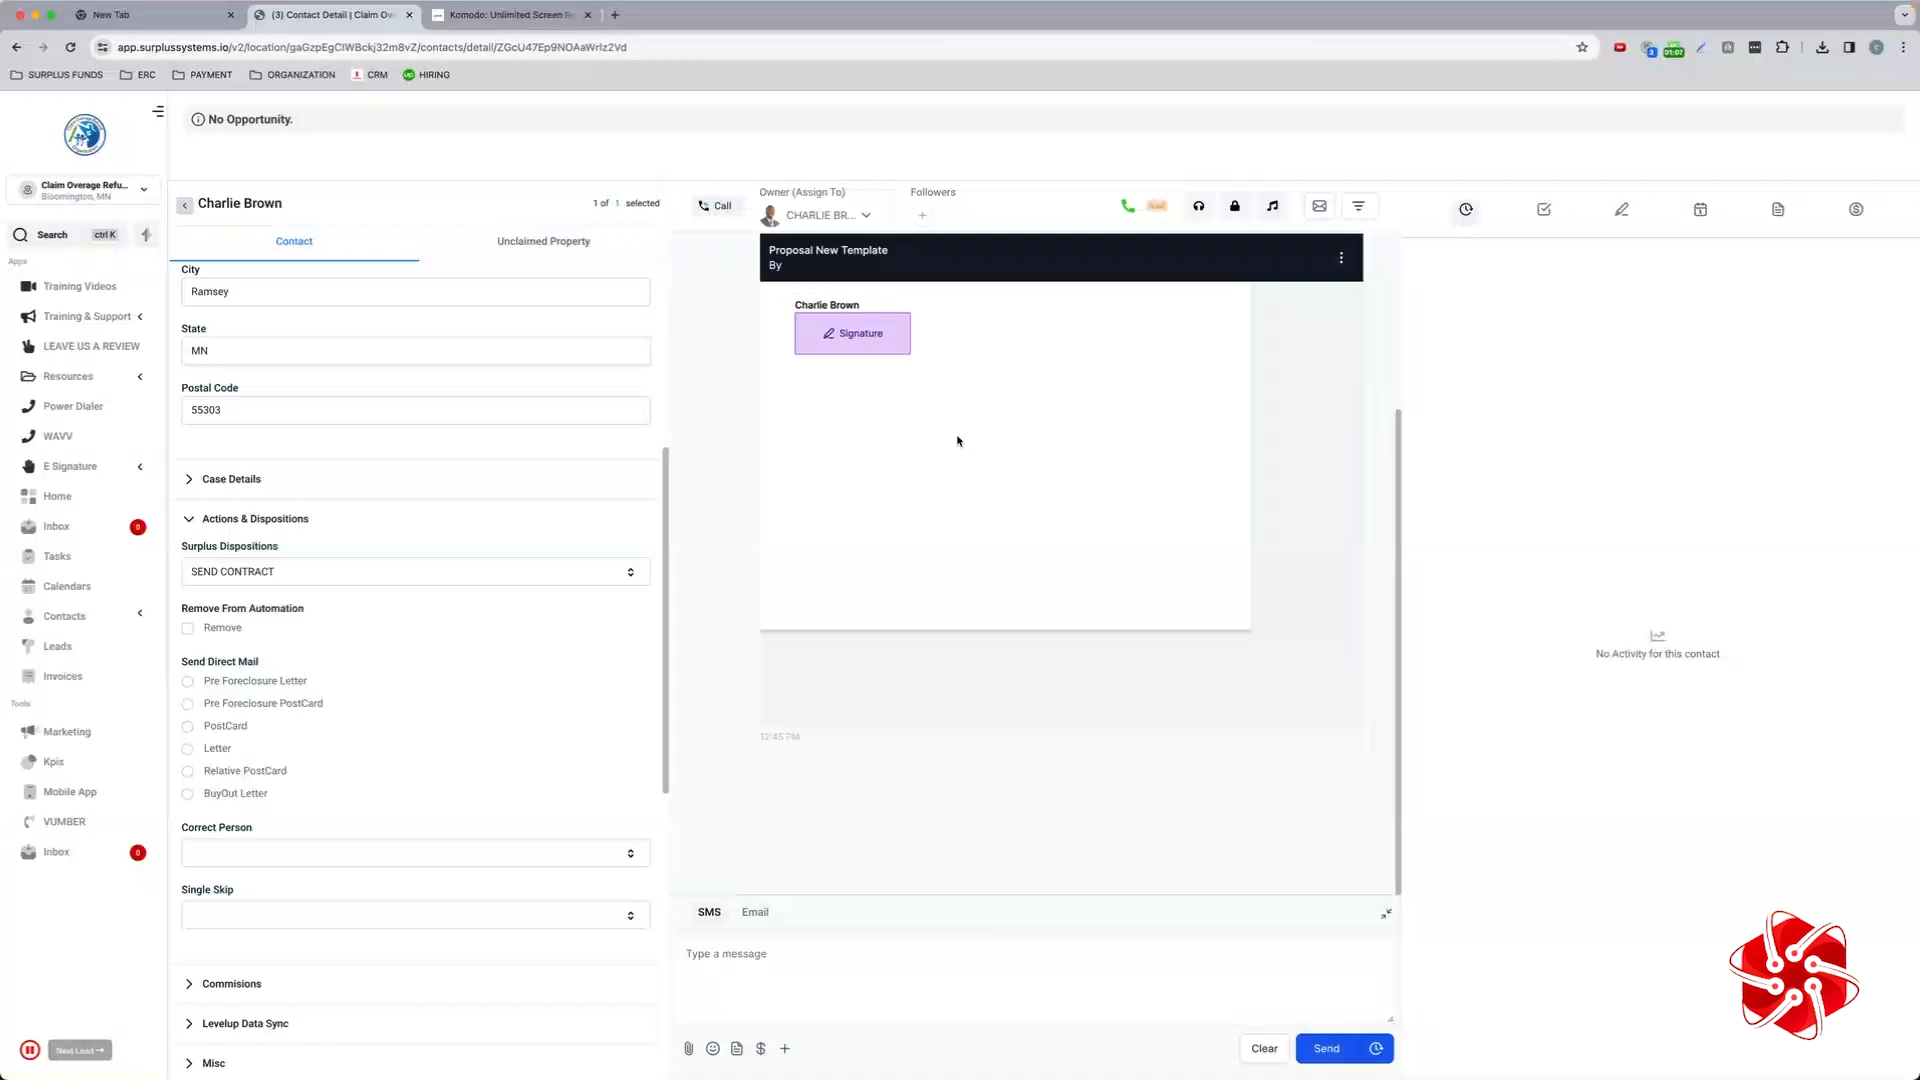 New Tab
(3) Contact Detail | Claim Ov
Komodo: Unlimited Screen Re
app.surplussystems.io/v2/location/gaGzpEgCIWBckj32m8vZ/contacts/detail/ZGcU47Ep9NOAaWrIz2Vd
01:07
SURPLUS FUNDS
ERC
PAYMENT
ORGANIZATION
CRM
HIRING
No Opportunity.
Claim Overage Refu...
Bloomington, MN
Search
ctrl K
Apps
Training Videos
Training & Support
LEAVE US A REVIEW
Resources
Power Dialer
WAVV
E Signature
Home
Inbox
0
Tasks
Calendars
Contacts
Leads
Invoices
Tools
Marketing
Kpis
Mobile App
VUMBER
Inbox
0
Next Lead →
Charlie Brown
1 of 1 selected
Contact
Unclaimed Property
City
Ramsey
State
MN
Postal Code
55303
Case Details
Actions & Dispositions
Surplus Dispositions
SEND CONTRACT
Remove From Automation
Remove
Send Direct Mail
Pre Foreclosure Letter
Pre Foreclosure PostCard
PostCard
Letter
Relative PostCard
BuyOut Letter
Correct Person
Single Skip
Commisions
Levelup Data Sync
Misc
Call
Owner (Assign To)
CHARLIE BR...
Followers
Proposal New Template
By
Charlie Brown
Signature
12:45 PM
SMS
Email
Type a message
Clear
Send
No Activity for this contact